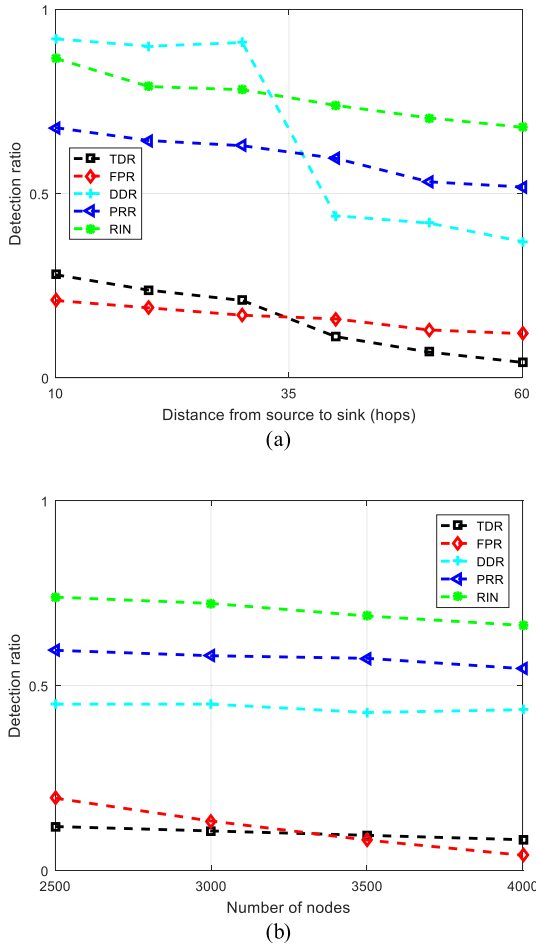 1
0.5
0
Detection ratio
TDR
FPR
DDR
PRR
RIN
10
35
60
Distance from source to sink (hops)
(a)
1
0.5
0
Detection ratio
TDR
FPR
DDR
PRR
RIN
2500
3000
3500
4000
Number of nodes
(b)